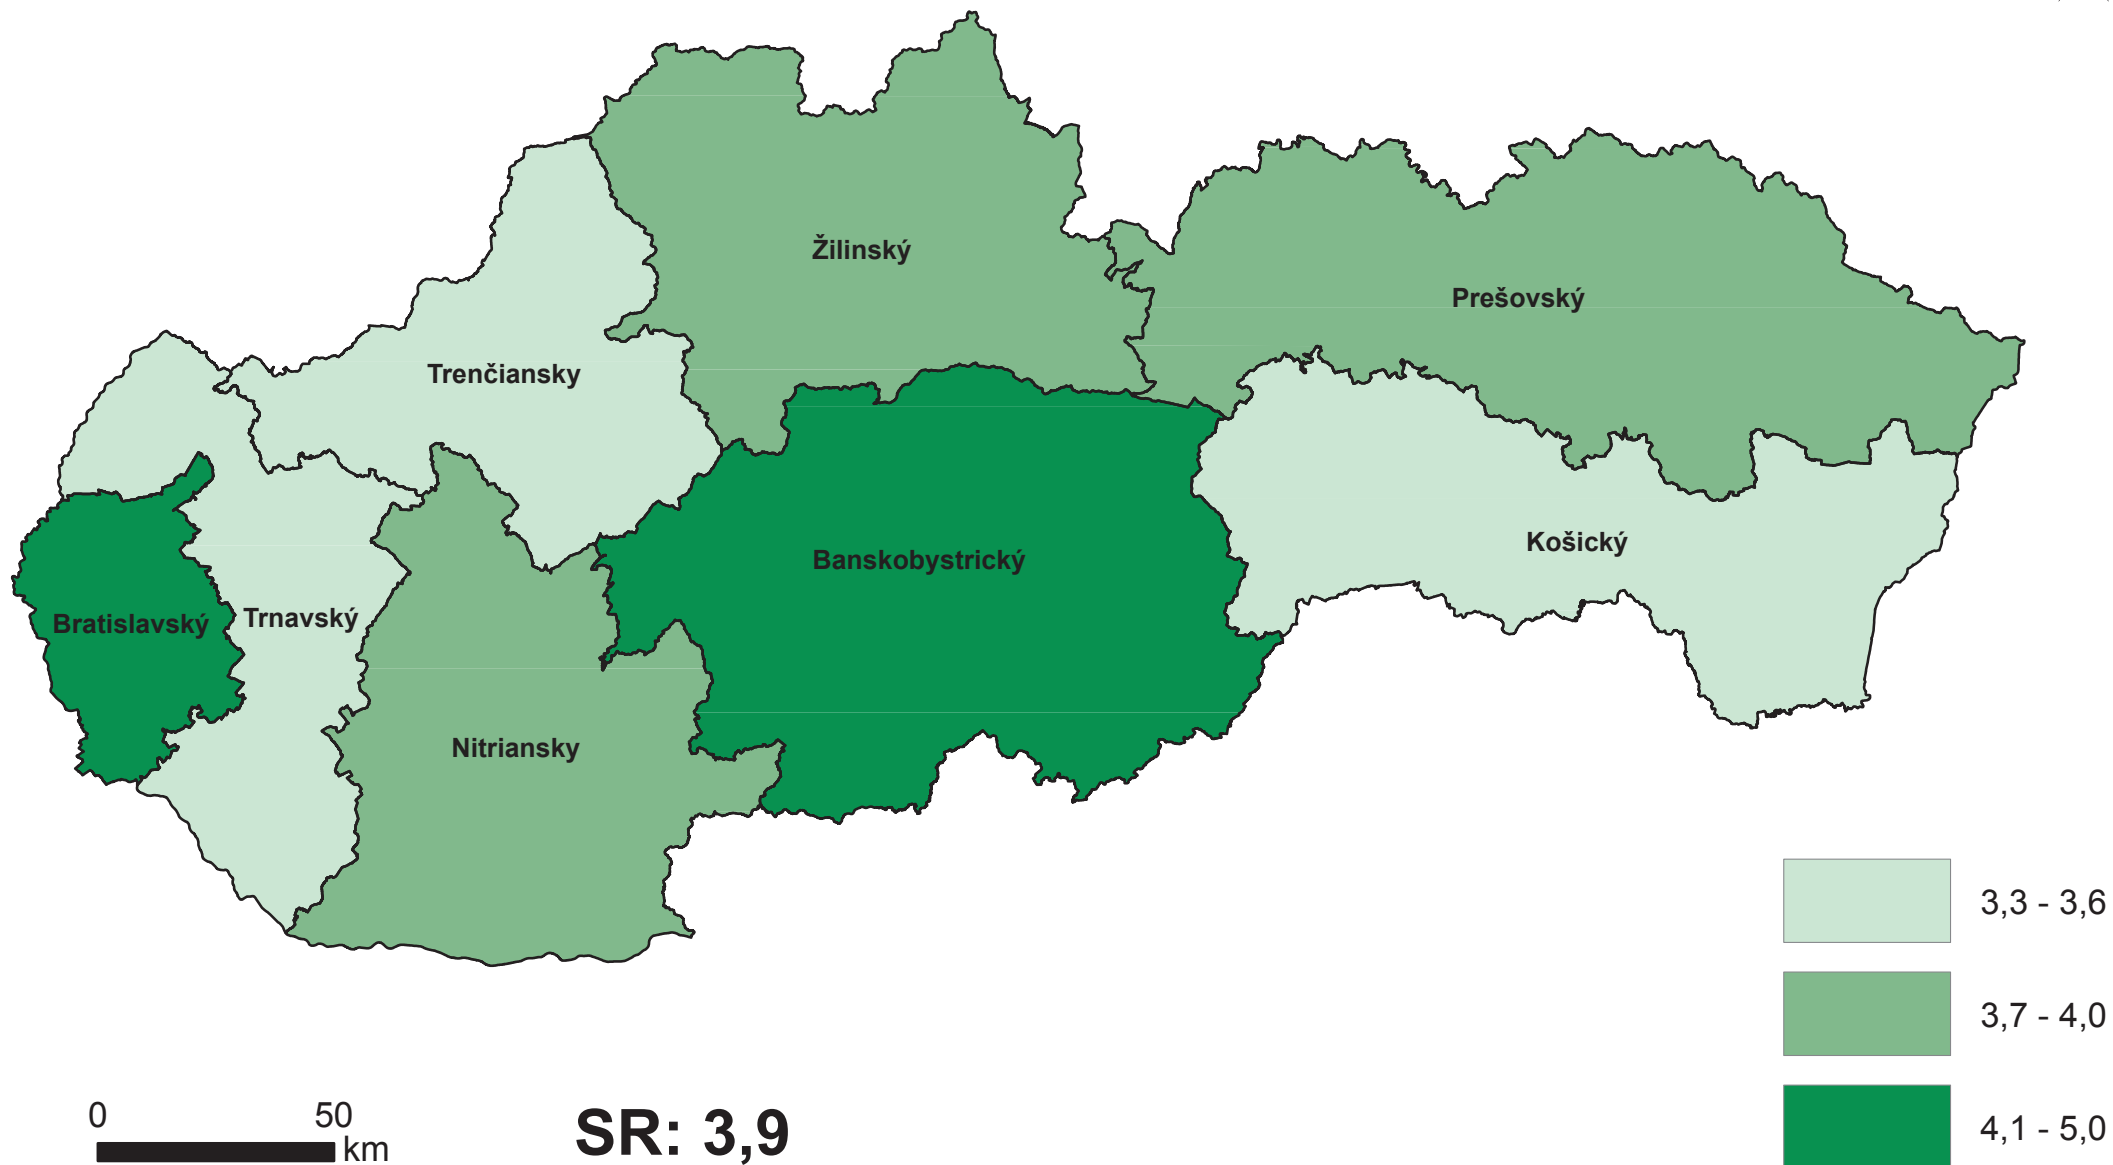 Žilinský
Prešovský
Trenčiansky
Košický
Banskobystrický
Bratislavský
Trnavský
Nitriansky
3,3 - 3,6
3,7 - 4,0
4,1 - 5,0
0 50
km
SR: 3,9